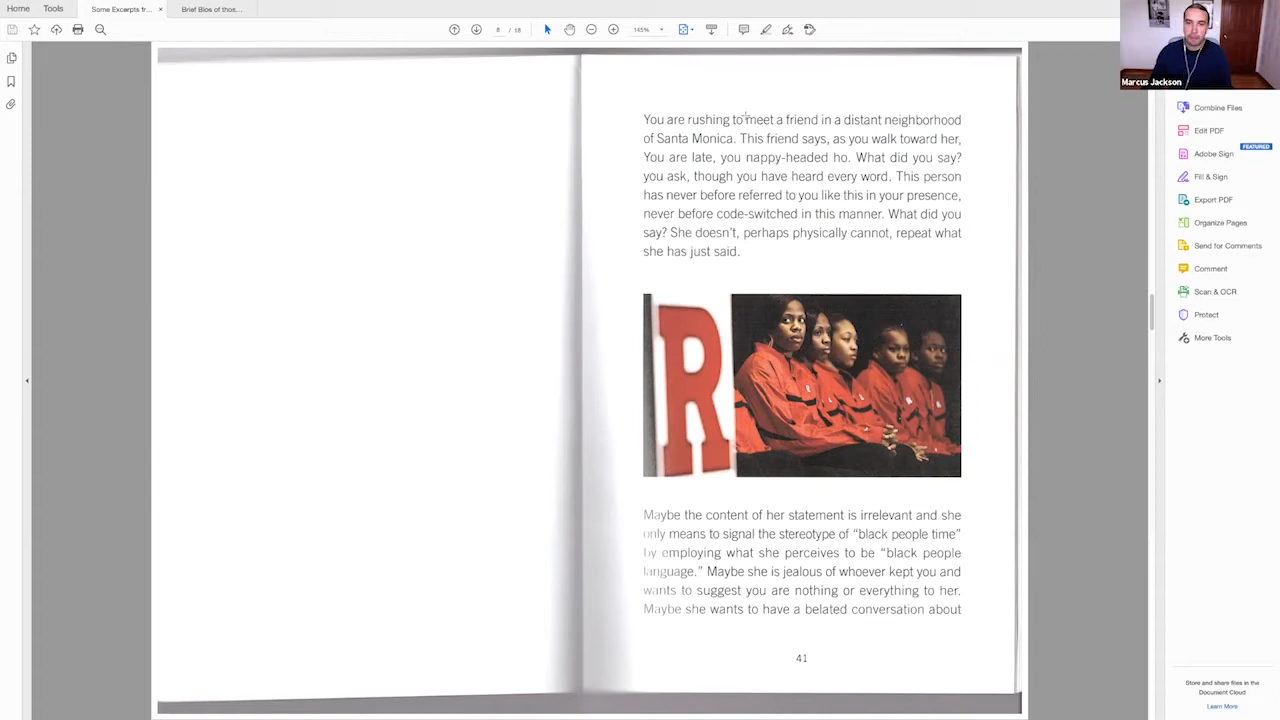 Home
Tools
Some Excerpts fr... ×
Brief Bios of thos...
8 / 18
145%
Marcus Jackson
You are rushing to meet a friend in a distant neighborhood
of Santa Monica. This friend says, as you walk toward her,
You are late, you nappy-headed ho. What did you say?
you ask, though you have heard every word. This person
has never before referred to you like this in your presence,
never before code-switched in this manner. What did you
say? She doesn't, perhaps physically cannot, repeat what
she has just said.
R
Maybe the content of her statement is irrelevant and she
only means to signal the stereotype of “black people time”
by employing what she perceives to be “black people
language.” Maybe she is jealous of whoever kept you and
wants to suggest you are nothing or everything to her.
Maybe she wants to have a belated conversation about
41
Combine Files
Edit PDF
FEATURED
Adobe Sign
Fill & Sign
Export PDF
Organize Pages
Send for Comments
Comment
Scan & OCR
Protect
More Tools
Store and share files in the
Document Cloud
Learn More